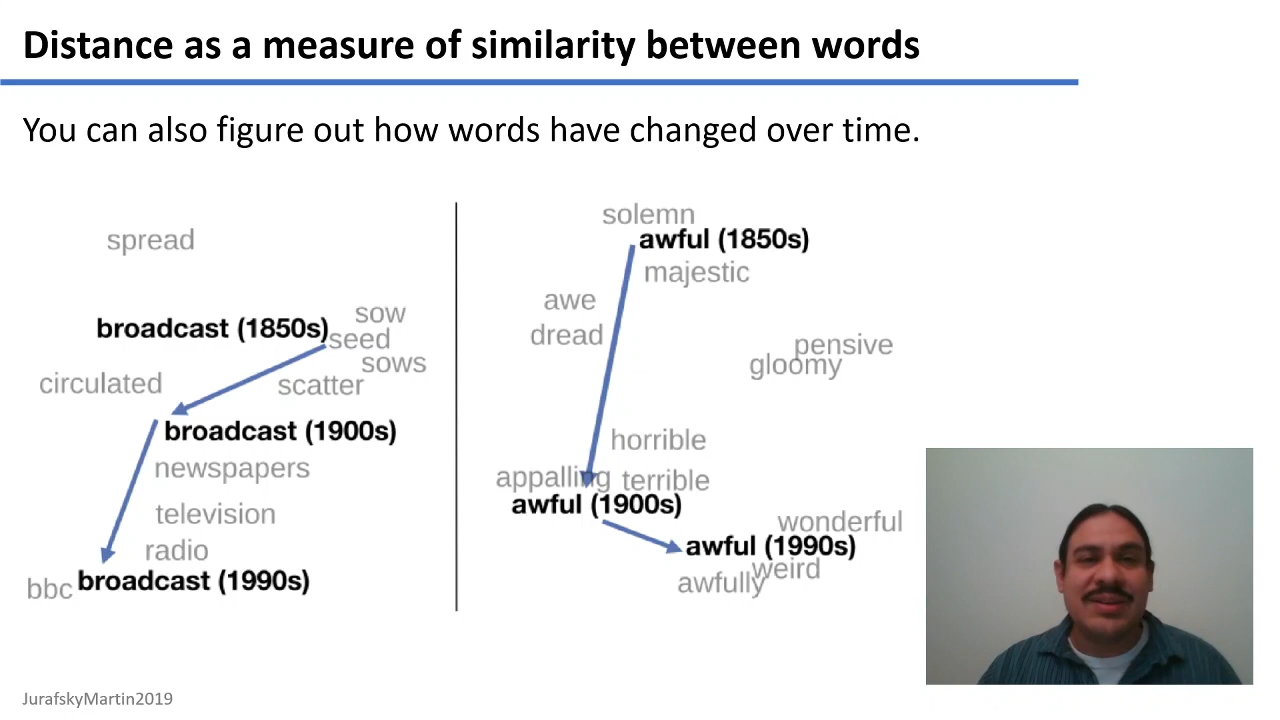 Distance as a measure of similarity between words
You can also figure out how words have changed over time.
spread
broadcast (1850s)
sow
seed
sows
circulated
scatter
broadcast (1900s)
newspapers
television
radio
bbc
broadcast (1990s)
solemn
awful (1850s)
majestic
awe
dread
pensive
gloomy
horrible
appalling
terrible
awful (1900s)
wonderful
awful (1990s)
weird
awfully
JurafskyMartin2019